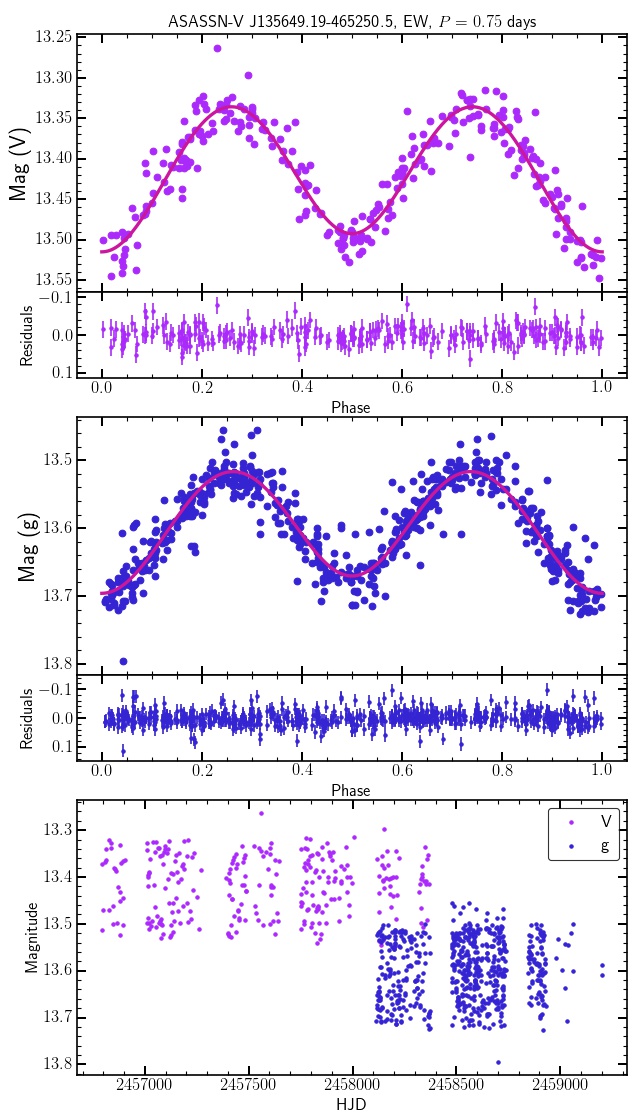 ASASSN-V J135649.19-465250.5, EW, P = 0.75 days
13.25
13.30
13.35
13.40
13.45
13.50
13.55
Mag (V)
−0.1
0.0
0.1
Residuals
0.0 0.2 0.4 0.6 0.8 1.0
Phase
13.5
13.6
13.7
13.8
Mag (g)
−0.1
0.0
0.1
Residuals
0.0 0.2 0.4 0.6 0.8 1.0
Phase
V
g
13.3
13.4
13.5
13.6
13.7
13.8
Magnitude
2457000 2457500 2458000 2458500 2459000
HJD